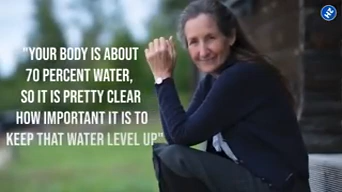 "YOUR BODY IS ABOUT
70 PERCENT WATER,
SO IT IS PRETTY CLEAR
HOW IMPORTANT IT IS TO
KEEP THAT WATER LEVEL UP"